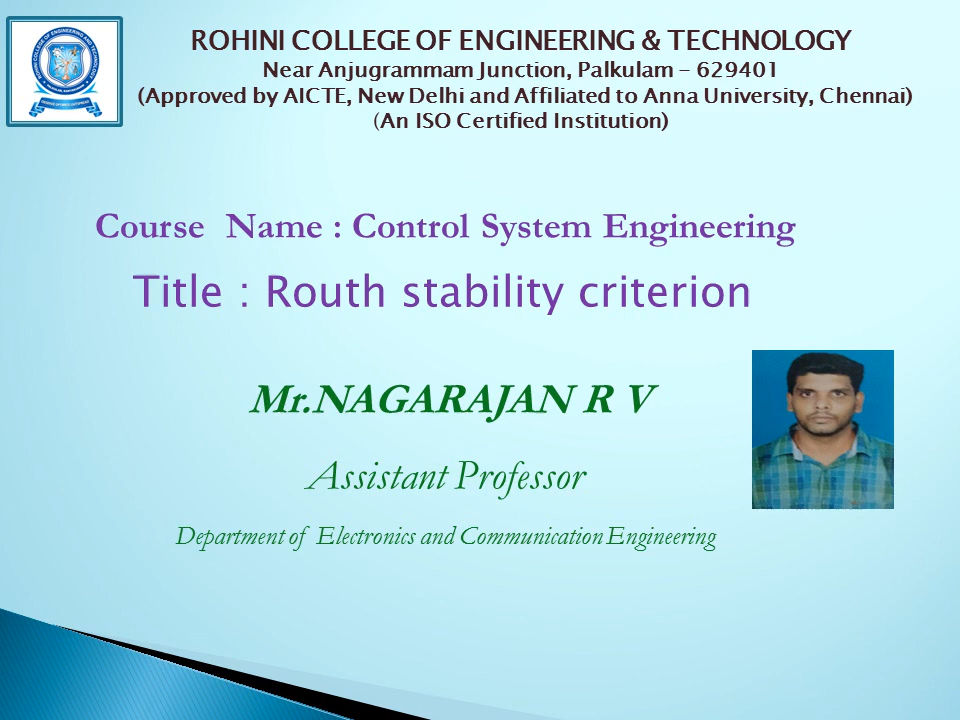 ROHINI COLLEGE OF ENGINEERING & TECHNOLOGY
Near Anjugrammam Junction, Palkulam – 629401
(Approved by AICTE, New Delhi and Affiliated to Anna University, Chennai)
(An ISO Certified Institution)
Course Name : Control System Engineering
Title : Routh stability criterion
Mr.NAGARAJAN R V
Assistant Professor
Department of Electronics and Communication Engineering